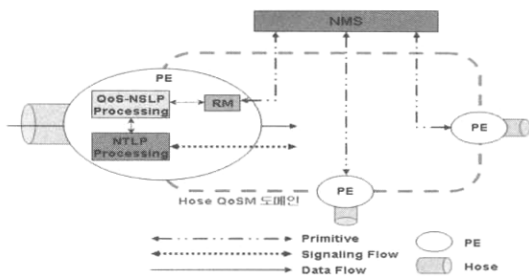 NMS
PE
QoS-NSLP
Processing
RM
NTLP
Processing
PE
PE
Hose QoSM 도메인
Primitive
Signaling Flow
Data Flow
PE
Hose